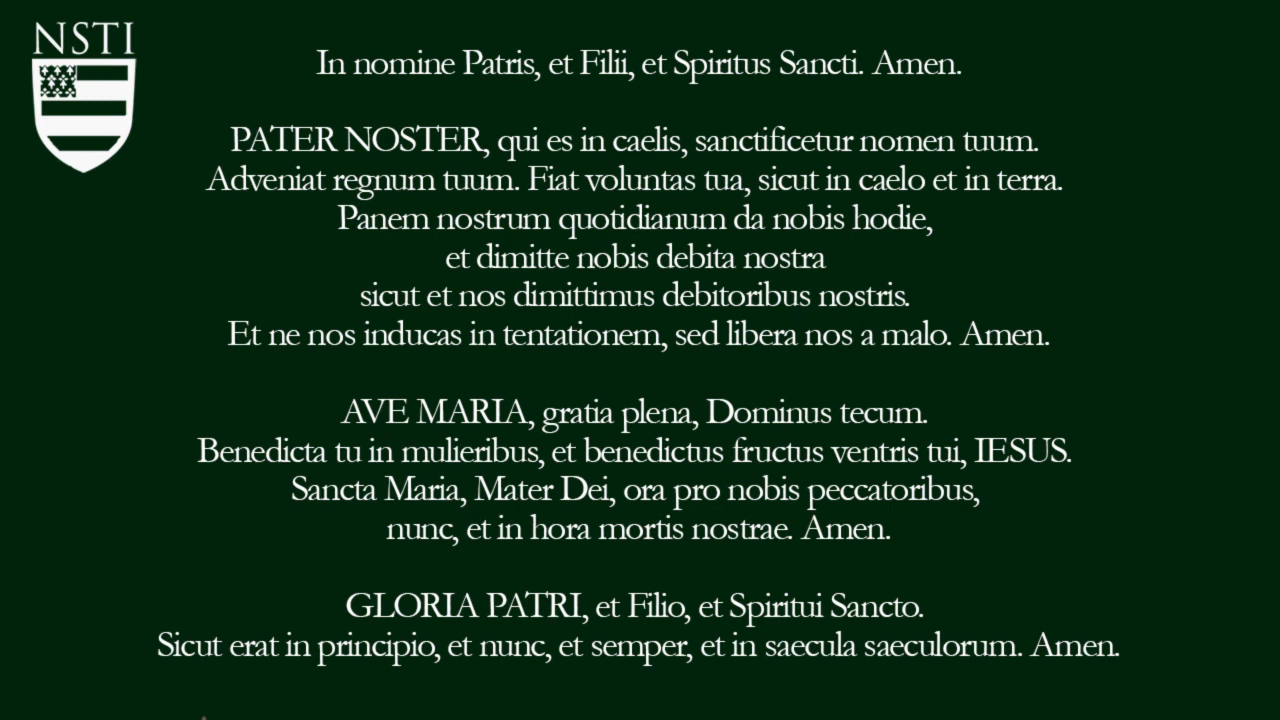 NSTI
In nomine Patris, et Filii, et Spiritus Sancti. Amen.
PATER NOSTER, qui es in caelis, sanctificetur nomen tuum.
Adveniat regnum tuum. Fiat voluntas tua, sicut in caelo et in terra.
Panem nostrum quotidianum da nobis hodie,
et dimitte nobis debita nostra
sicut et nos dimittimus debitoribus nostris.
Et ne nos inducas in tentationem, sed libera nos a malo. Amen.
AVE MARIA, gratia plena, Dominus tecum.
Benedicta tu in mulieribus, et benedictus fructus ventris tui, IESUS.
Sancta Maria, Mater Dei, ora pro nobis peccatoribus,
nunc, et in hora mortis nostrae. Amen.
GLORIA PATRI, et Filio, et Spiritui Sancto.
Sicut erat in principio, et nunc, et semper, et in saecula saeculorum. Amen.